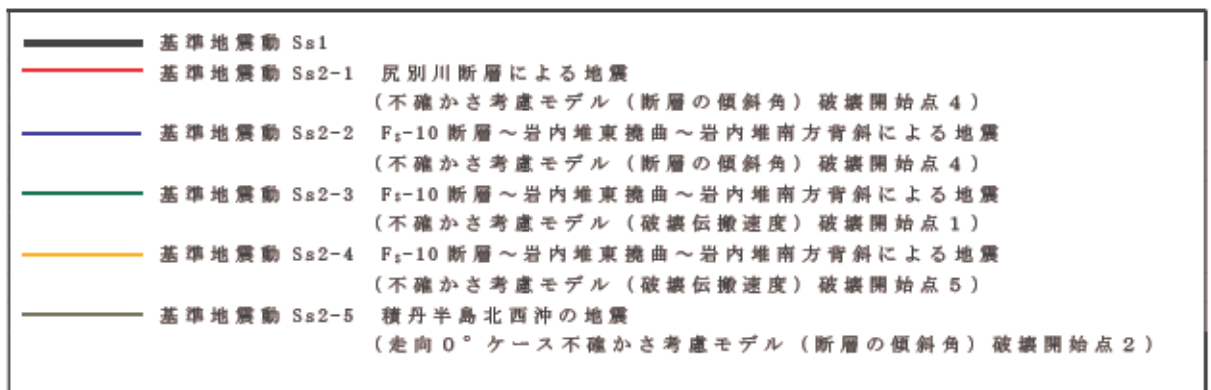 基準地震動 Ss1
基準地震動 Ss2-1 尻別川断層による地震
(不確かさ考慮モデル(断層の傾斜角)破壊開始点4)
基準地震動 Ss2-2 Fs-10断層~岩内堆東撓曲~岩内堆南方背斜による地震
(不確かさ考慮モデル(断層の傾斜角)破壊開始点4)
基準地震動 Ss2-3 Fs-10断層~岩内堆東撓曲~岩内堆南方背斜による地震
(不確かさ考慮モデル(破壊伝搬速度)破壊開始点1)
基準地震動 Ss2-4 Fs-10断層~岩内堆東撓曲~岩内堆南方背斜による地震
(不確かさ考慮モデル(破壊伝搬速度)破壊開始点5)
基準地震動 Ss2-5 積丹半島北西沖の地震
(走向0°ケース不確かさ考慮モデル(断層の傾斜角)破壊開始点2)